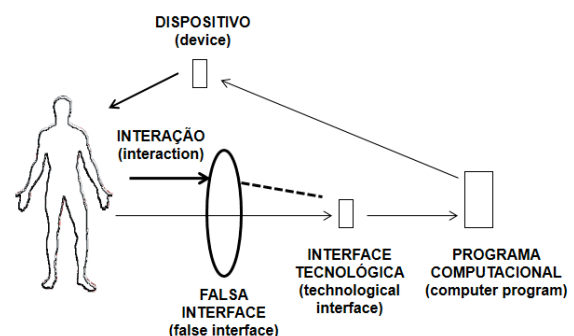 DISPOSITIVO
(device)
INTERAÇÃO
(interaction)
FALSA
INTERFACE
(false interface)
INTERFACE
TECNOLÓGICA
(technological
interface)
PROGRAMA
COMPUTACIONAL
(computer program)